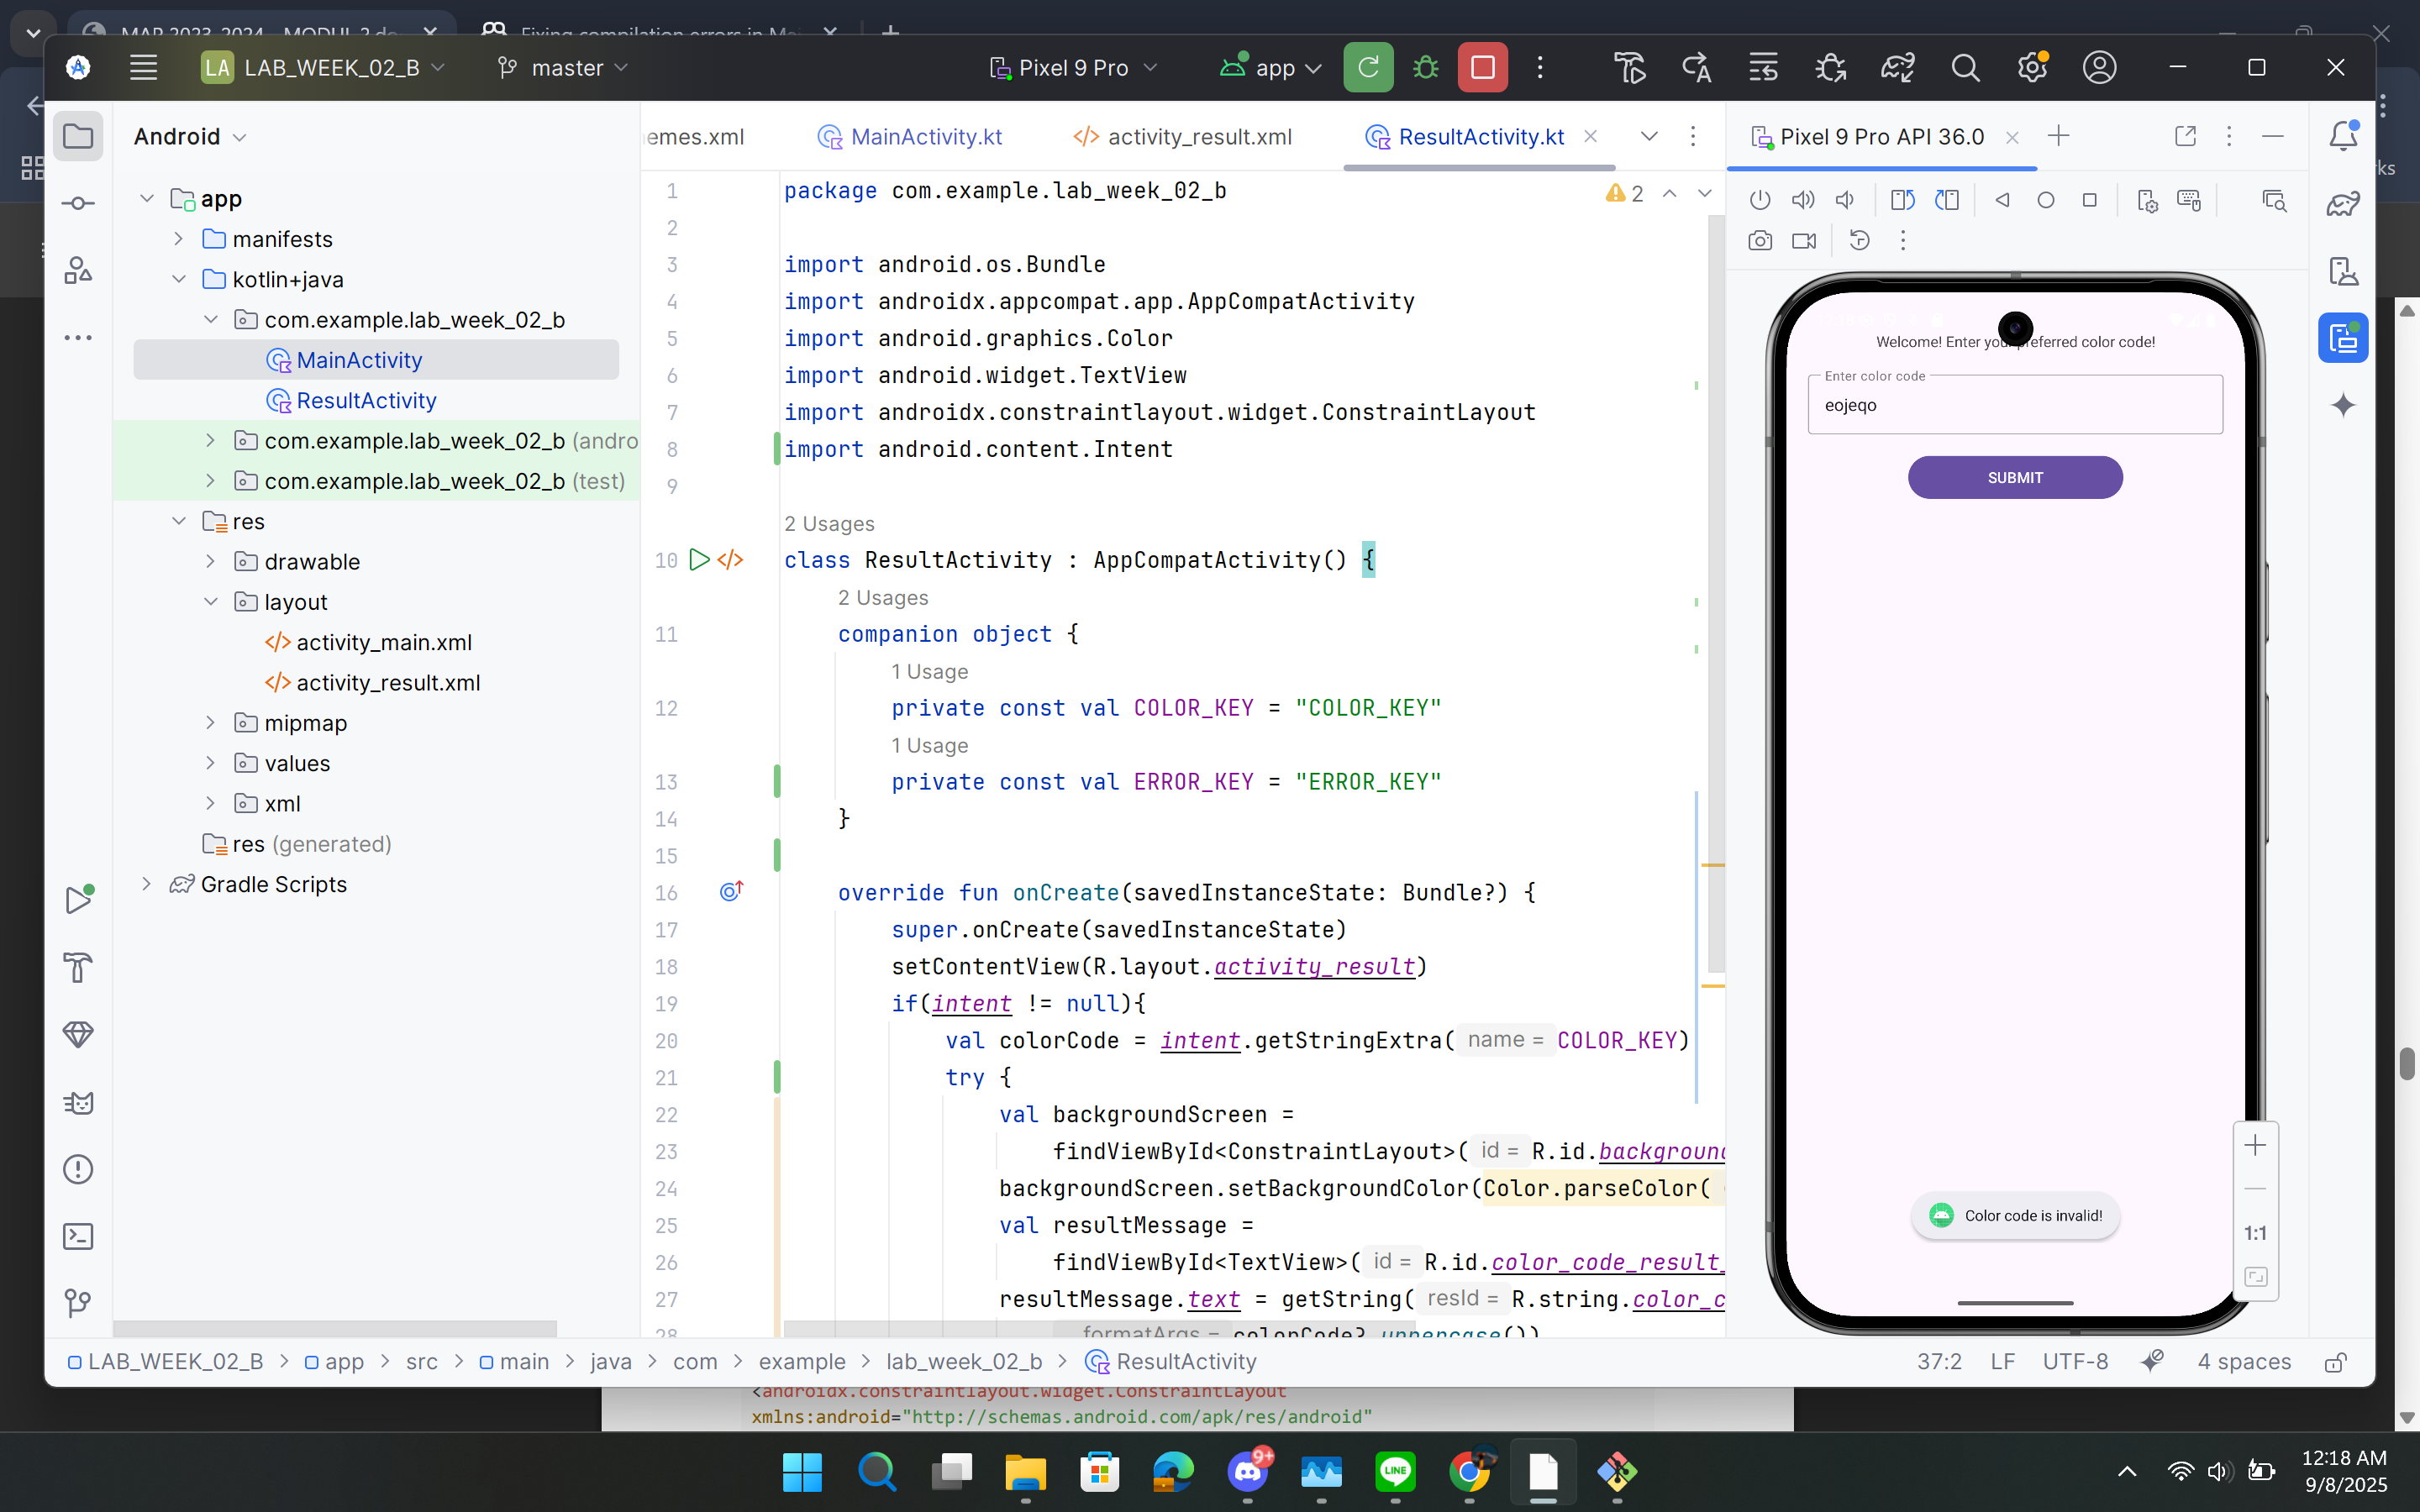 LA LAB_WEEK_02_B
master
Pixel 9 Pro
app
Android
emes.xml
MainActivity.kt
activity_result.xml
ResultActivity.kt
Pixel 9 Pro API 36.0
app
manifests
kotlin+java
com.example.lab_week_02_b
MainActivity
ResultActivity
com.example.lab_week_02_b (andro
com.example.lab_week_02_b (test)
res
drawable
layout
activity_main.xml
activity_result.xml
mipmap
values
xml
res (generated)
Gradle Scripts
2
1 package com.example.lab_week_02_b
2
3 import android.os.Bundle
4 import androidx.appcompat.app.AppCompatActivity
5 import android.graphics.Color
6 import android.widget.TextView
7 import androidx.constraintlayout.widget.ConstraintLayout
8 import android.content.Intent
9
2 Usages
10 class ResultActivity : AppCompatActivity() {
2 Usages
11 companion object {
1 Usage
12 private const val COLOR_KEY = "COLOR_KEY"
1 Usage
13 private const val ERROR_KEY = "ERROR_KEY"
14 }
15
16 override fun onCreate(savedInstanceState: Bundle?) {
17 super.onCreate(savedInstanceState)
18 setContentView(R.layout.activity_result)
19 if(intent != null){
20 val colorCode = intent.getStringExtra( name = COLOR_KEY)
21 try {
22 val backgroundScreen =
23 findViewById<ConstraintLayout>( id = R.id.background
24 backgroundScreen.setBackgroundColor(Color.parseColor(
25 val resultMessage =
26 findViewById<TextView>( id = R.id.color_code_result_
27 resultMessage.text = getString( resId = R.string.color_c
28 formatArgs = colorCode?.uppercase())
Welcome! Enter your preferred color code!
Enter color code
eojeqo
SUBMIT
Color code is invalid!
1:1
LAB_WEEK_02_B > app > src > main > java > com > example > lab_week_02_b > ResultActivity
37:2
LF
UTF-8
4 spaces
<androidx.constraintlayout.widget.ConstraintLayout
xmlns:android="http://schemas.android.com/apk/res/android"
9+
LINE
12:18 AM
9/8/2025